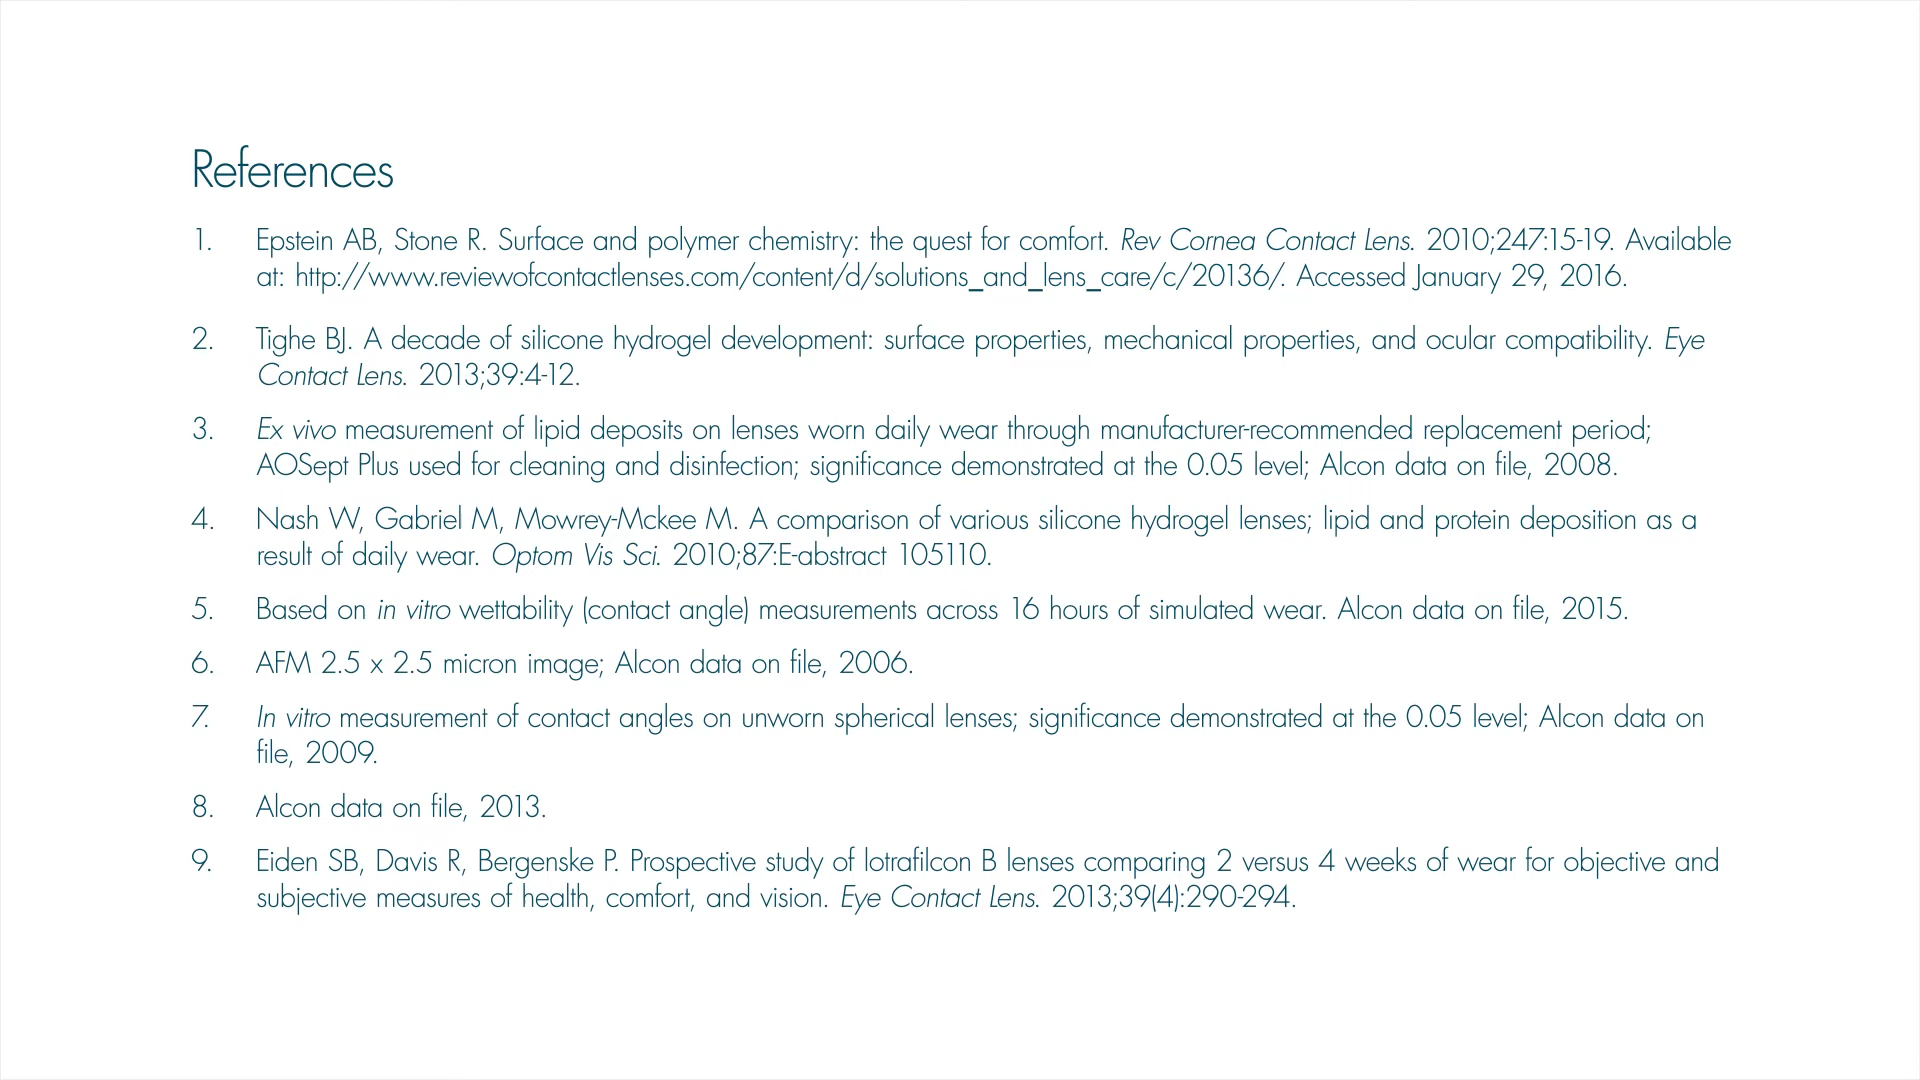 References
1. Epstein AB, Stone R. Surface and polymer chemistry: the quest for comfort. Rev Cornea Contact Lens. 2010;247:15-19. Available
at: http://www.reviewofcontactlenses.com/content/d/solutions_and_lens_care/c/20136/. Accessed January 29, 2016.
2. Tighe BJ. A decade of silicone hydrogel development: surface properties, mechanical properties, and ocular compatibility. Eye
Contact Lens. 2013;39:4-12.
3. Ex vivo measurement of lipid deposits on lenses worn daily wear through manufacturer-recommended replacement period;
AOSept Plus used for cleaning and disinfection; significance demonstrated at the 0.05 level; Alcon data on file, 2008.
4. Nash W, Gabriel M, Mowrey-Mckee M. A comparison of various silicone hydrogel lenses; lipid and protein deposition as a
result of daily wear. Optom Vis Sci. 2010;87:E-abstract 105110.
5. Based on in vitro wettability (contact angle) measurements across 16 hours of simulated wear. Alcon data on file, 2015.
6. AFM 2.5 x 2.5 micron image; Alcon data on file, 2006.
7. In vitro measurement of contact angles on unworn spherical lenses; significance demonstrated at the 0.05 level; Alcon data on
file, 2009.
8. Alcon data on file, 2013.
9. Eiden SB, Davis R, Bergenske P. Prospective study of lotrafilcon B lenses comparing 2 versus 4 weeks of wear for objective and
subjective measures of health, comfort, and vision. Eye Contact Lens. 2013;39(4):290-294.